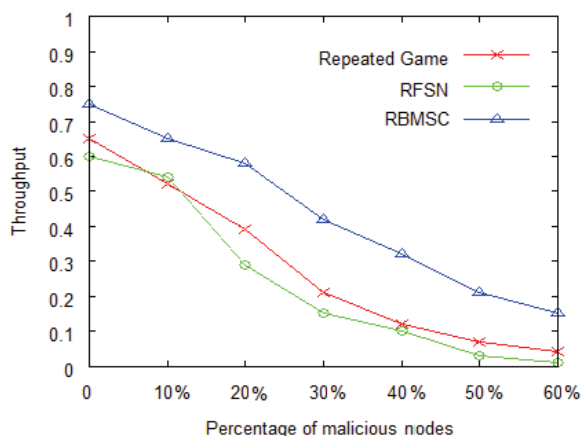 1
0.9
0.8
0.7
0.6
0.5
0.4
0.3
0.2
0.1
0
Throughput
Repeated Game
RFSN
RBMSC
0 10% 20% 30% 40% 50% 60%
Percentage of malicious nodes